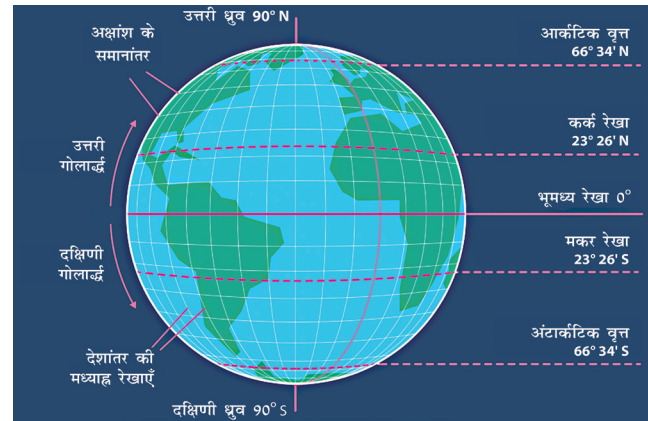 उत्तरी ध्रुव 90° N
अक्षांश के
समानांतर
आर्कटिक वृत्त
66° 34' N
उत्तरी
गोलार्द्ध
कर्क रेखा
23° 26' N
भूमध्य रेखा 0°
दक्षिणी
गोलार्द्ध
मकर रेखा
23° 26' S
देशांतर की
मध्याह्न रेखाएँ
अंटार्कटिक वृत्त
66° 34' S
दक्षिणी ध्रुव 90° S